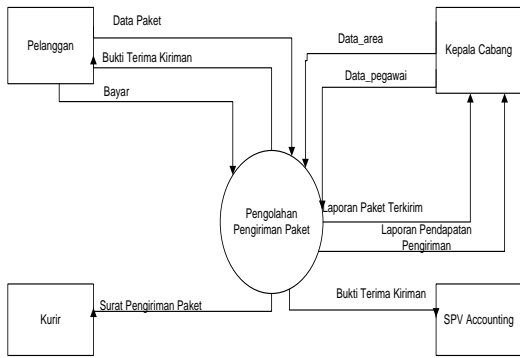 Data Paket
Pelanggan
Bukti Terima Kiriman
Bayar
Data_area
Kepala Cabang
Data_pegawai
Pengolahan
Pengiriman Paket
Laporan Paket Terkirim
Laporan Pendapatan
Pengiriman
Kurir
Surat Pengiriman Paket
Bukti Terima Kiriman
SPV Accounting